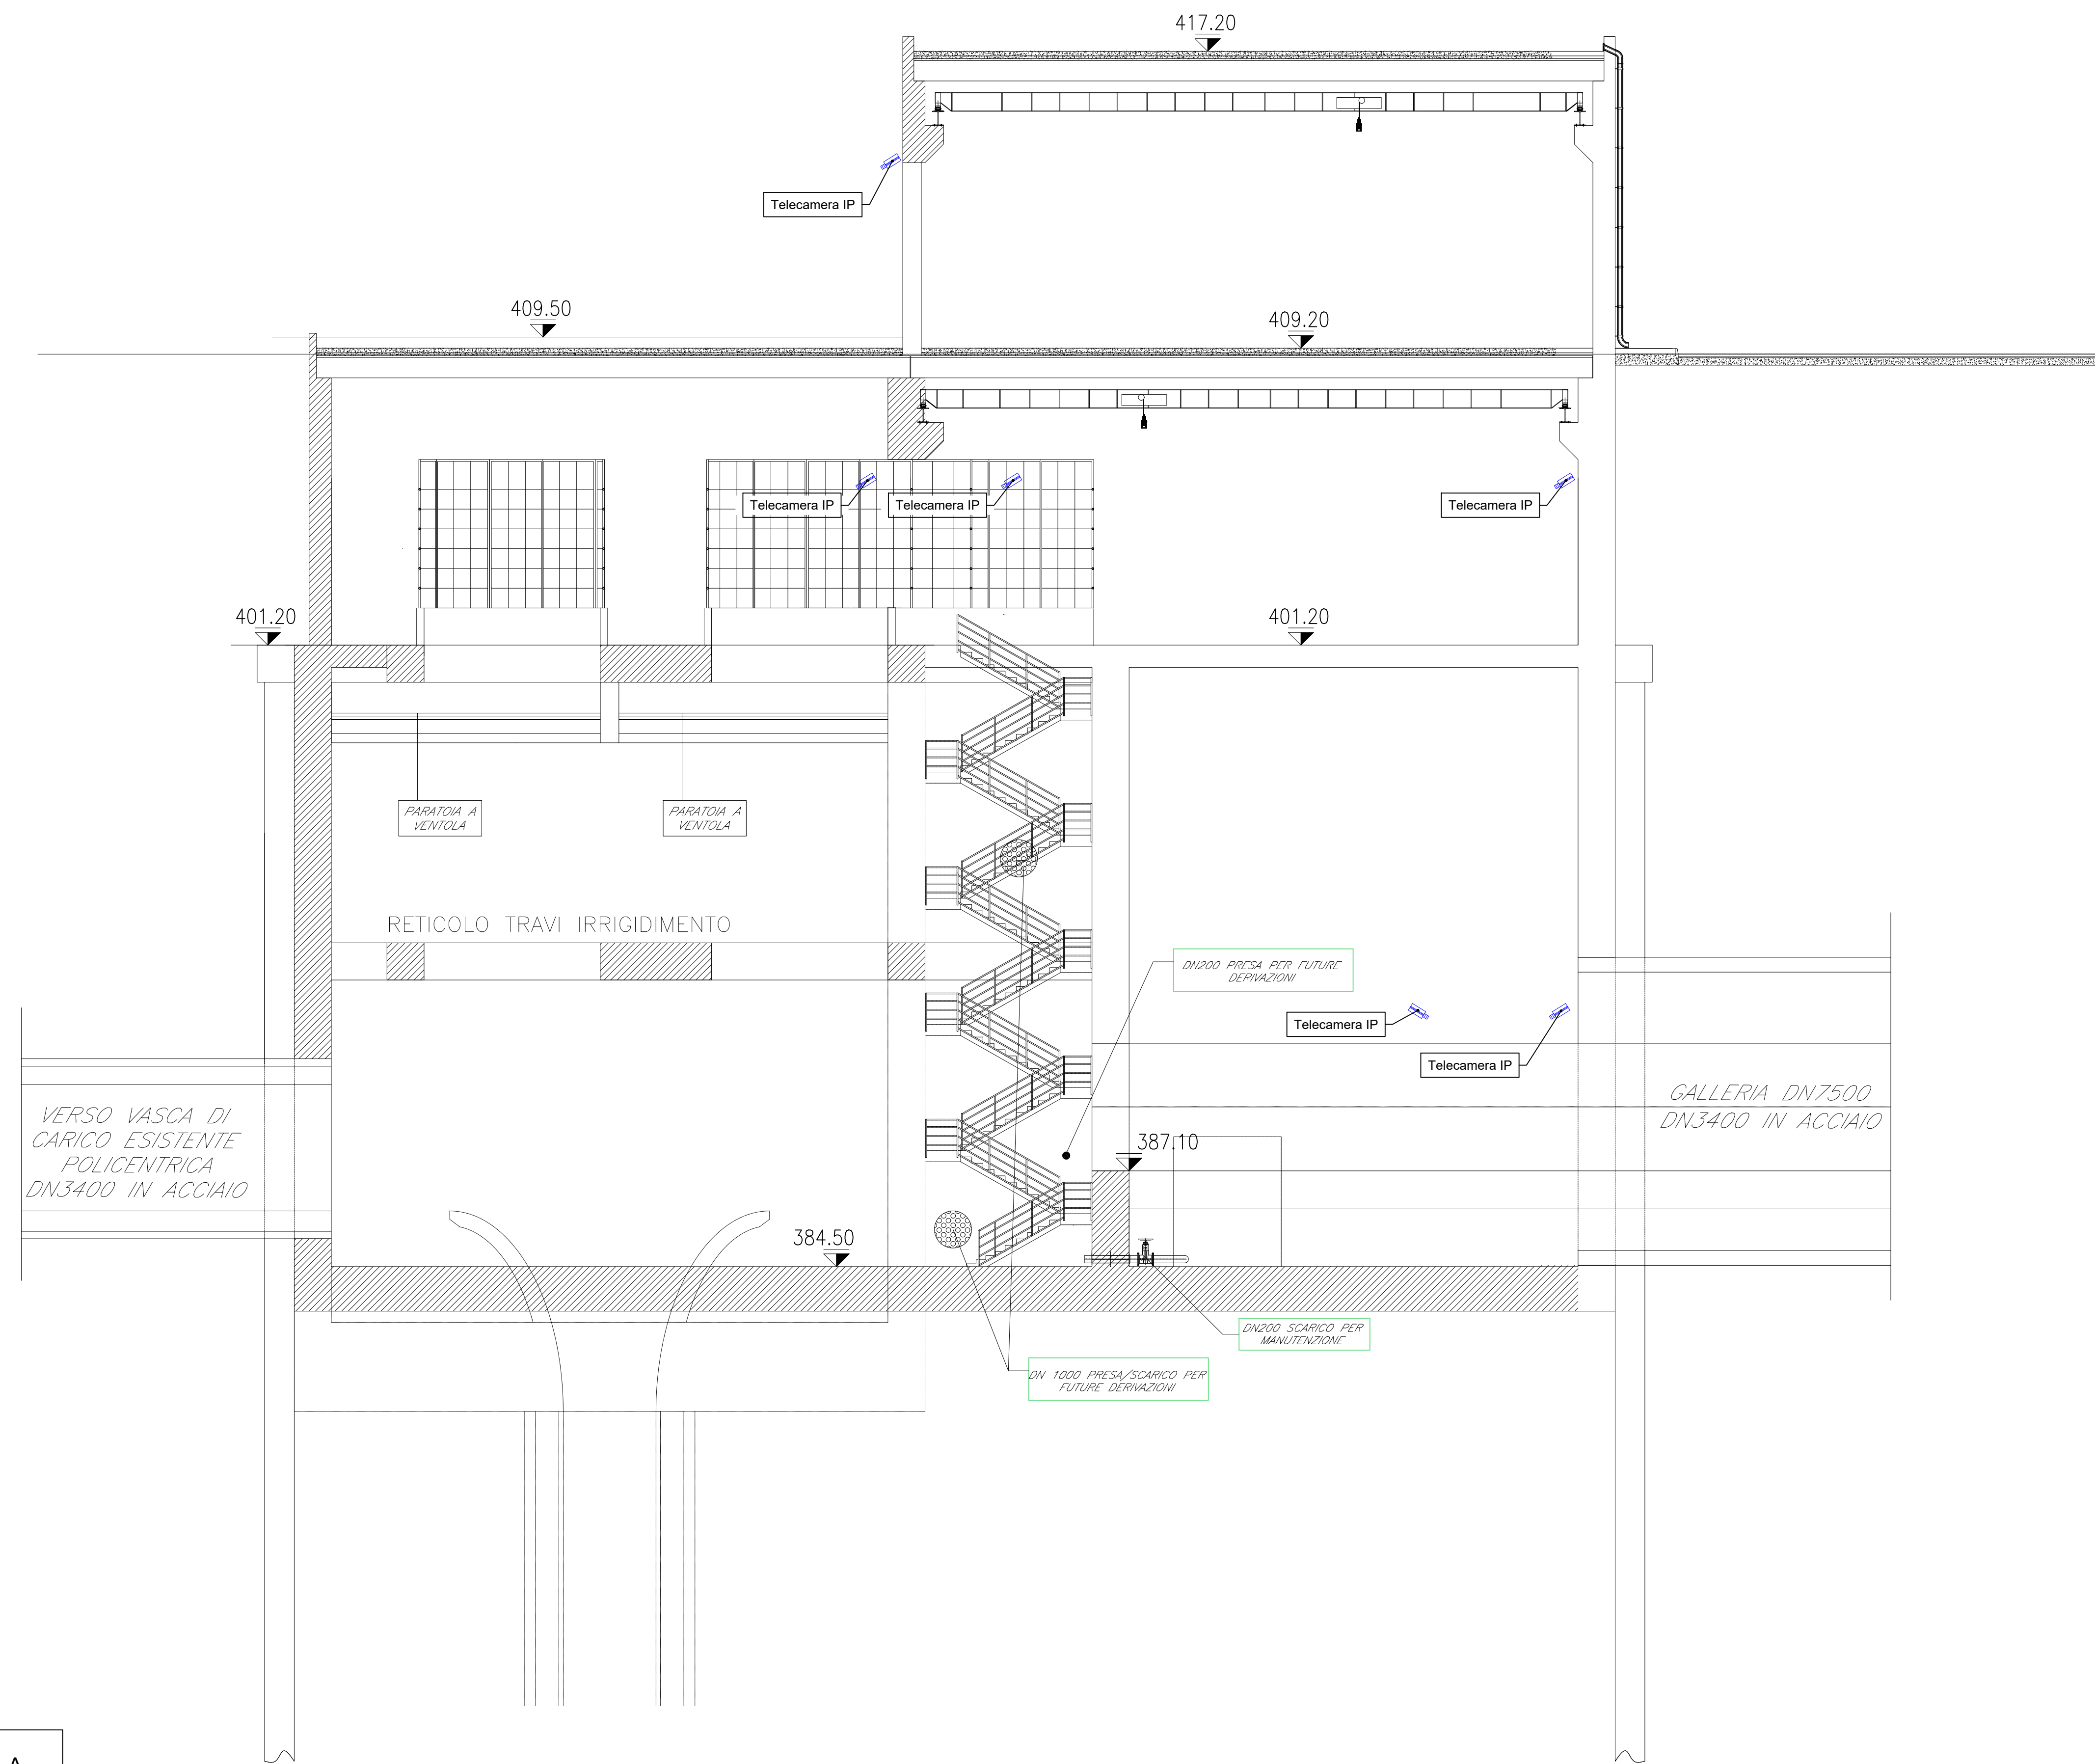 417.20
Telecamera IP
409.50
409.20
Telecamera IP
Telecamera IP
Telecamera IP
401.20
401.20
PARATOIA A
VENTOLA
PARATOIA A
VENTOLA
RETICOLO TRAVI IRRIGIDIMENTO
DN200 PRESA PER FUTURE
DERIVAZIONI
Telecamera IP
Telecamera IP
GALLERIA DN7500
DN3400 IN ACCIAIO
VERSO VASCA DI
CARICO ESISTENTE
POLICENTRICA
DN3400 IN ACCIAIO
387.10
384.50
DN200 SCARICO PER
MANUTENZIONE
DN 1000 PRESA/SCARICO PER
FUTURE DERIVAZIONI